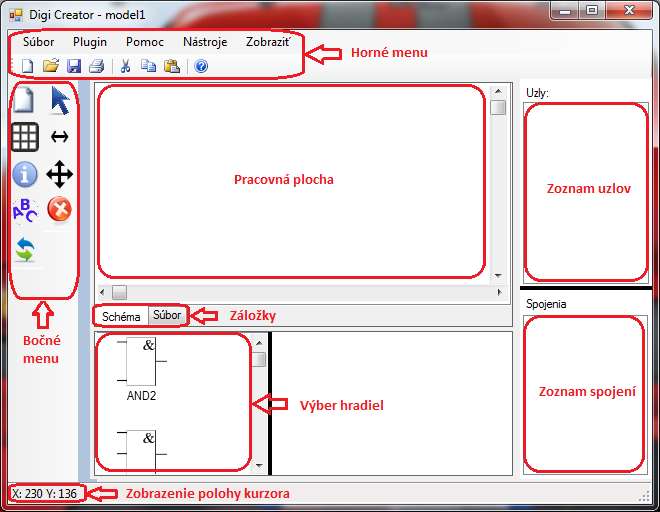 Digi Creator - model1
Súbor Plugin Pomoc Nástroje Zobraziť
Horné menu
Uzly:
Pracovná plocha
Zoznam uzlov
ABC
Bočné
menu
Schéma Súbor
Záložky
Spojenia
&
AND2
&
Výber hradiel
Zoznam spojení
X: 230 Y: 136
Zobrazenie polohy kurzora